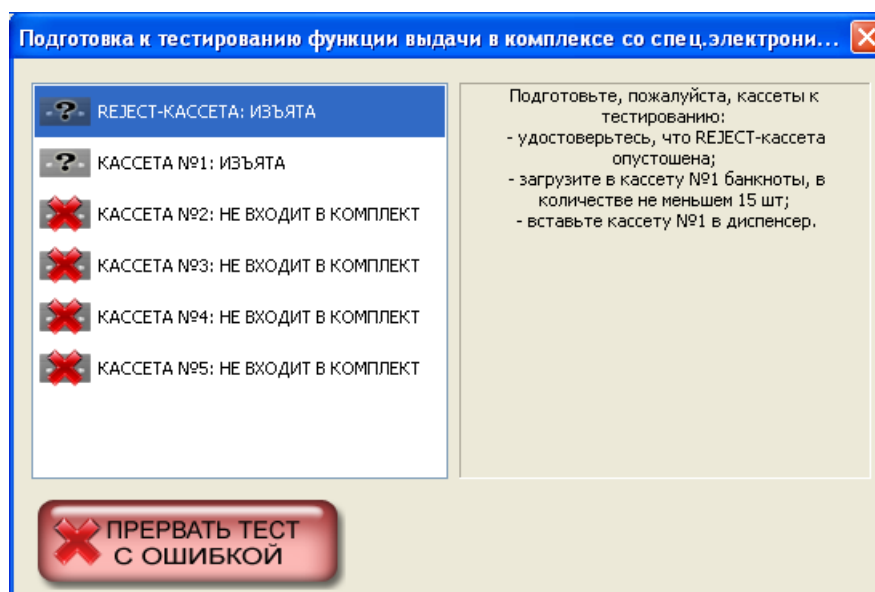 Подготовка к тестированию функции выдачи в комплексе со спец.электрони...
REJECT-КАССЕТА: ИЗЪЯТА
КАССЕТА №1: ИЗЪЯТА
КАССЕТА №2: НЕ ВХОДИТ В КОМПЛЕКТ
КАССЕТА №3: НЕ ВХОДИТ В КОМПЛЕКТ
КАССЕТА №4: НЕ ВХОДИТ В КОМПЛЕКТ
КАССЕТА №5: НЕ ВХОДИТ В КОМПЛЕКТ
Подготовьте, пожалуйста, кассеты к
тестированию:
- удостоверьтесь, что REJECT-кассета
опустошена;
- загрузите в кассету №1 банкноты, в
количестве не меньшем 15 шт;
- вставьте кассету №1 в диспенсер.
ПРЕРВАТЬ ТЕСТ
С ОШИБКОЙ